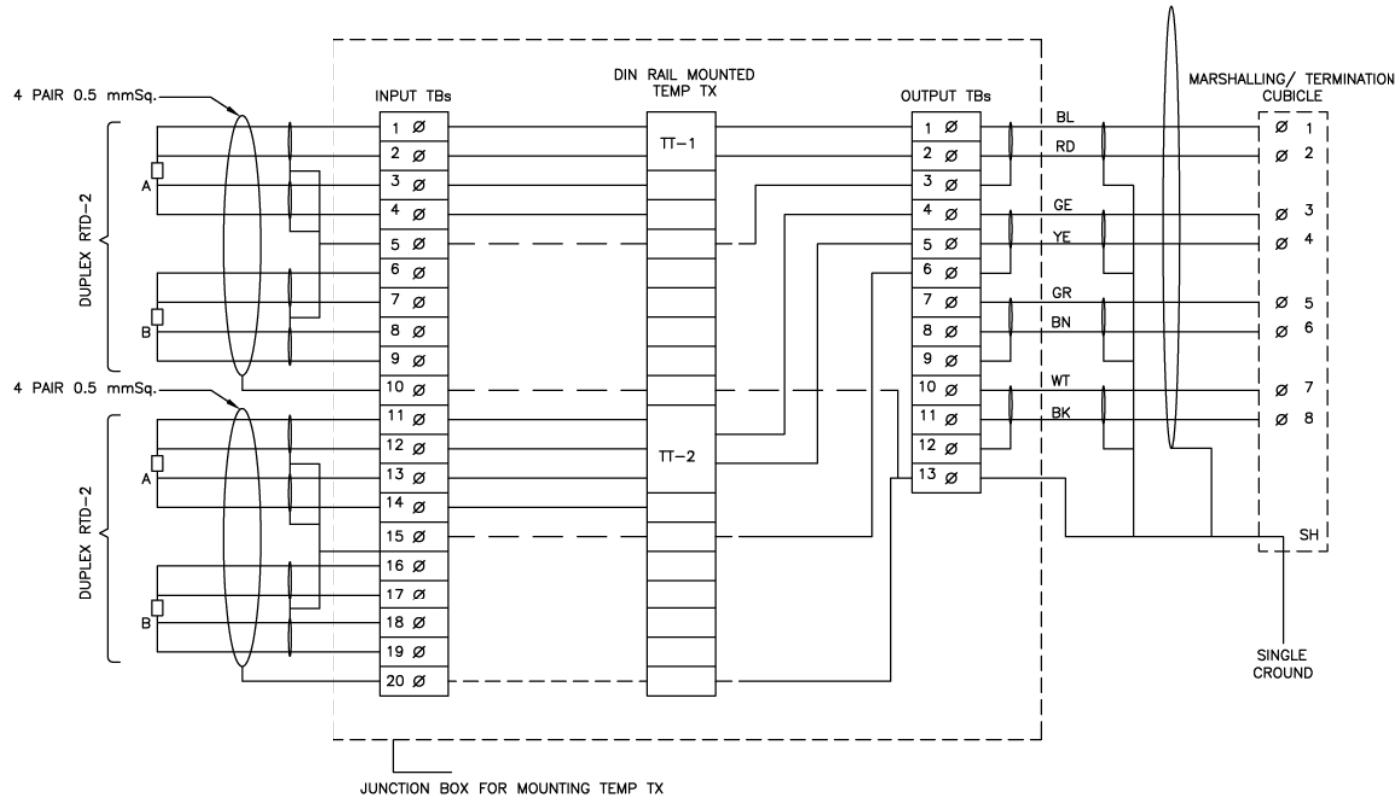 DIN RAIL MOUNTED
TEMP TX
MARSHALLING/ TERMINATION
CUBICLE
4 PAIR 0.5 mmSq.
INPUT TBs
OUTPUT TBs
DUPLEX RTD-2
A
B
4 PAIR 0.5 mmSq.
DUPLEX RTD-2
A
B
1
2
3
4
5
6
7
8
9
10
11
12
13
14
15
16
17
18
19
20
TT-1
TT-2
1
2
3
4
5
6
7
8
9
10
11
12
13
BL
RD
GE
YE
GR
BN
WT
BK
1
2
3
4
5
6
7
8
SH
SINGLE
CROUND
JUNCTION BOX FOR MOUNTING TEMP TX